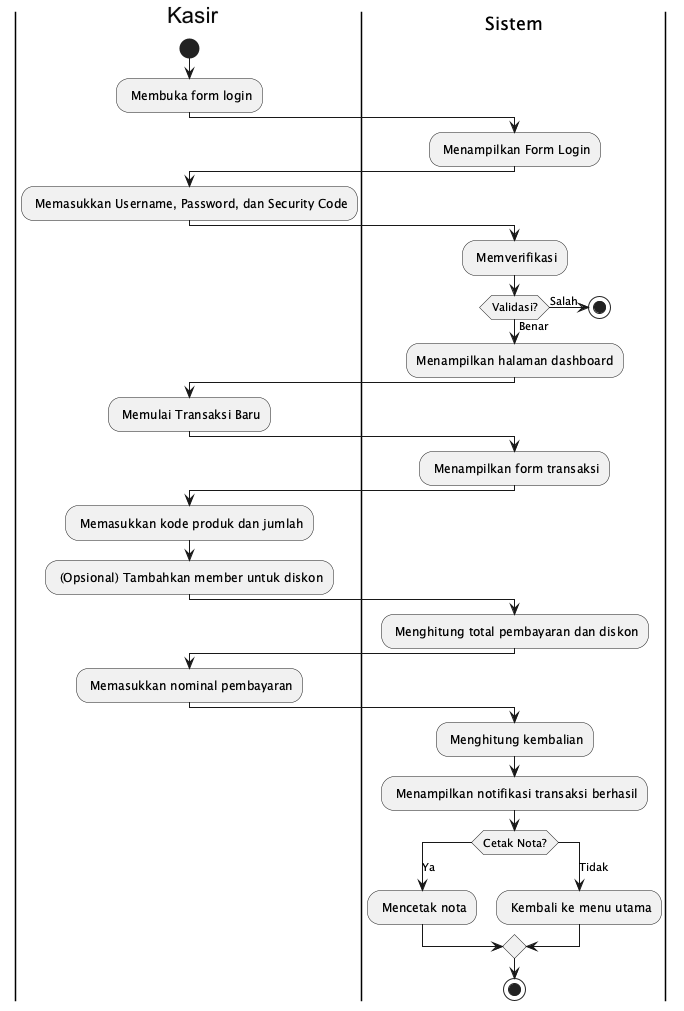 Kasir
Sistem
Membuka form login
Menampilkan Form Login
Memasukkan Username, Password, dan Security Code
Memverifikasi
Validasi?
Salah
Benar
Menampilkan halaman dashboard
Memulai Transaksi Baru
Menampilkan form transaksi
Memasukkan kode produk dan jumlah
(Opsional) Tambahkan member untuk diskon
Menghitung total pembayaran dan diskon
Memasukkan nominal pembayaran
Menghitung kembalian
Menampilkan notifikasi transaksi berhasil
Cetak Nota?
Ya
Tidak
Mencetak nota
Kembali ke menu utama